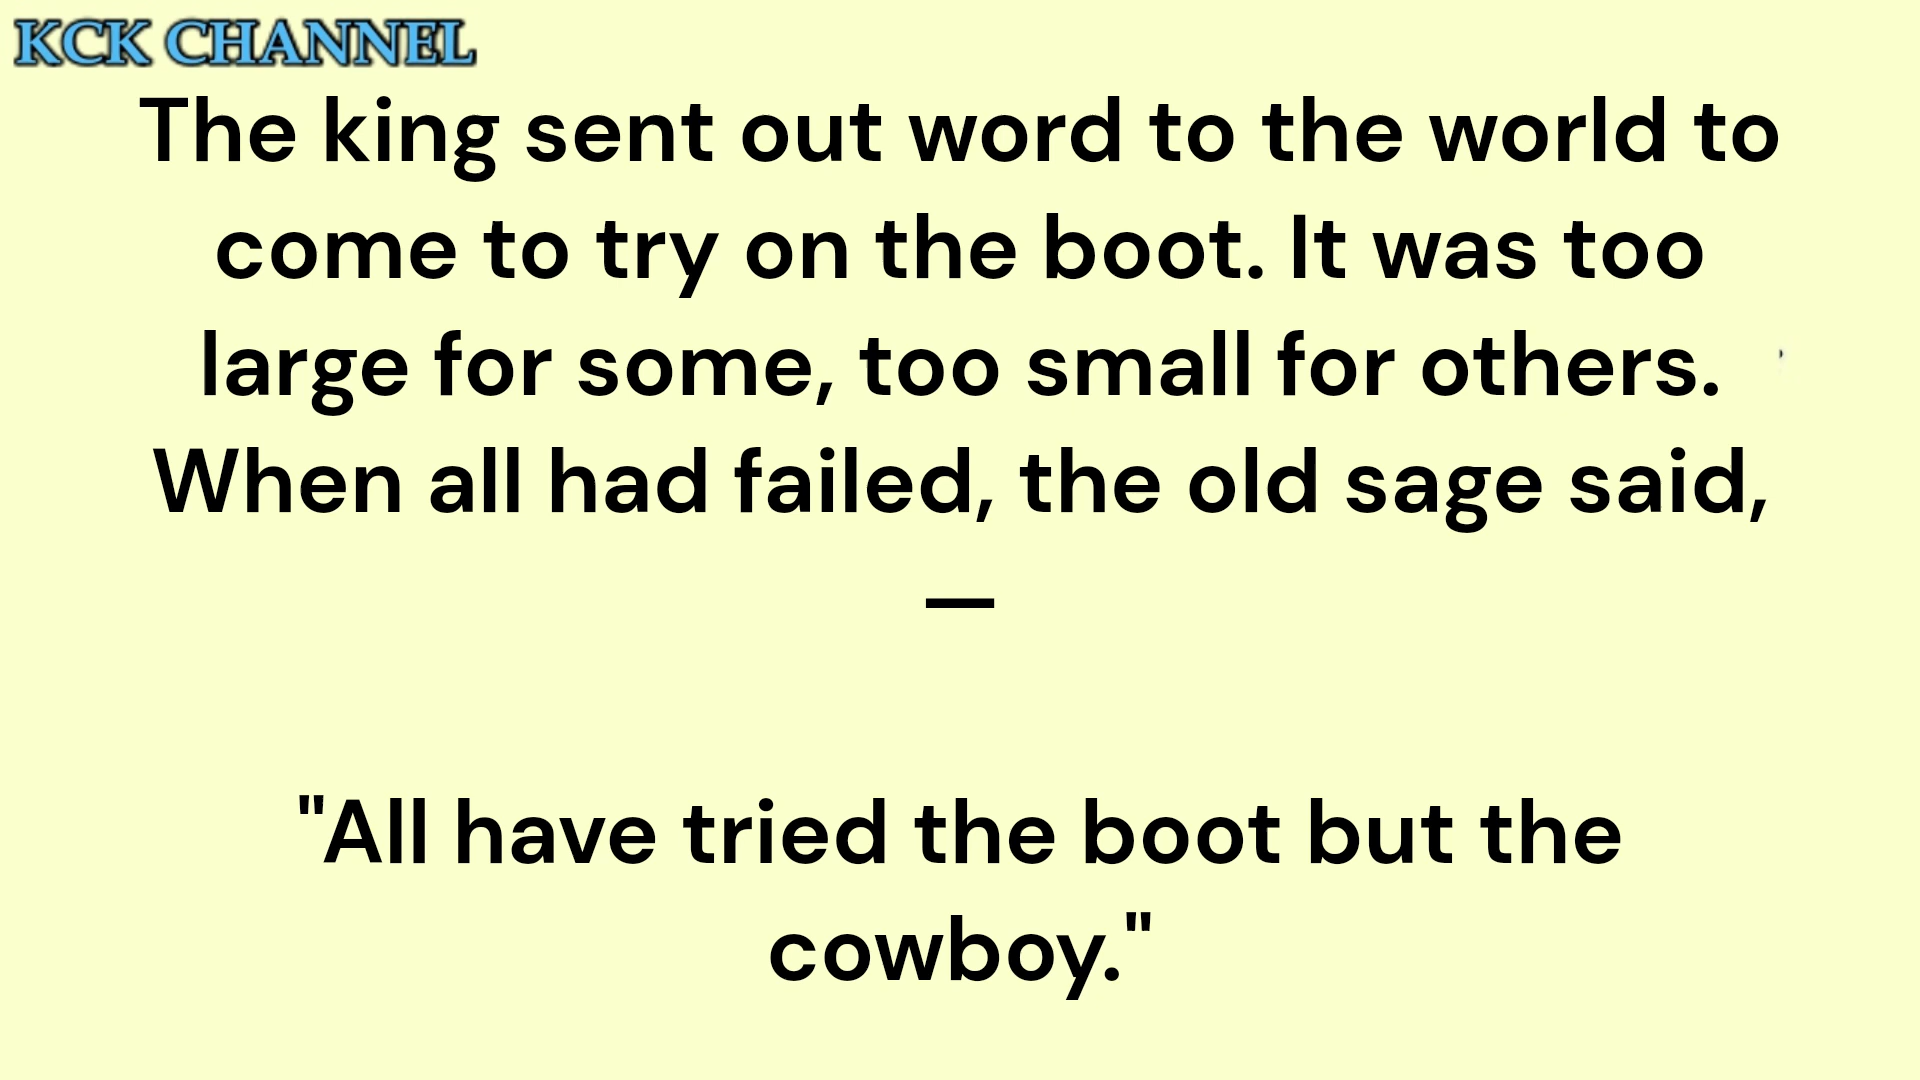 KCK CHANNEL
The king sent out word to the world to
come to try on the boot. It was too
large for some, too small for others.
When all had failed, the old sage said,
—
"All have tried the boot but the
cowboy."